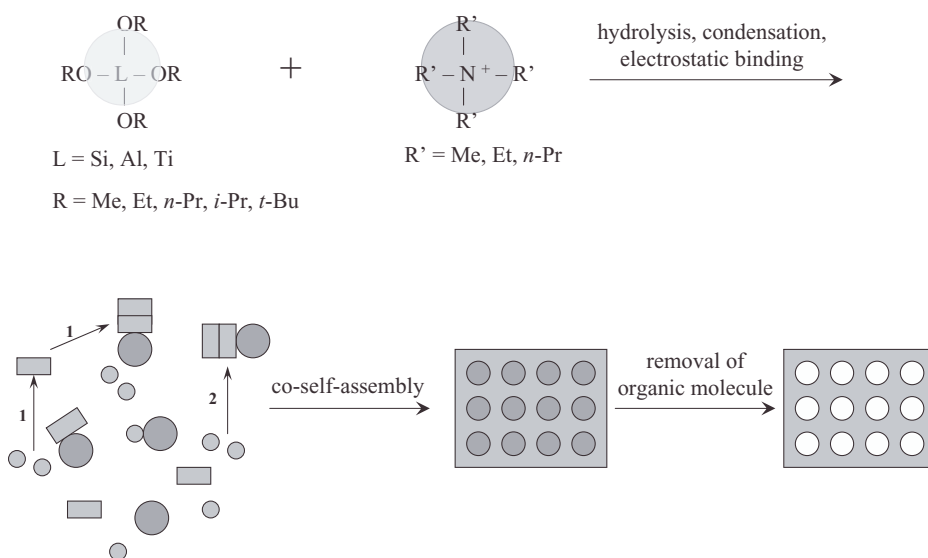 OR
RO – L – OR
OR
+
R’
R’ – N + – R’
R’
hydrolysis, condensation,
electrostatic binding
L = Si, Al, Ti
R = Me, Et, n-Pr, i-Pr, t-Bu
R’ = Me, Et, n-Pr
1
1
2
co-self-assembly
removal of
organic molecule